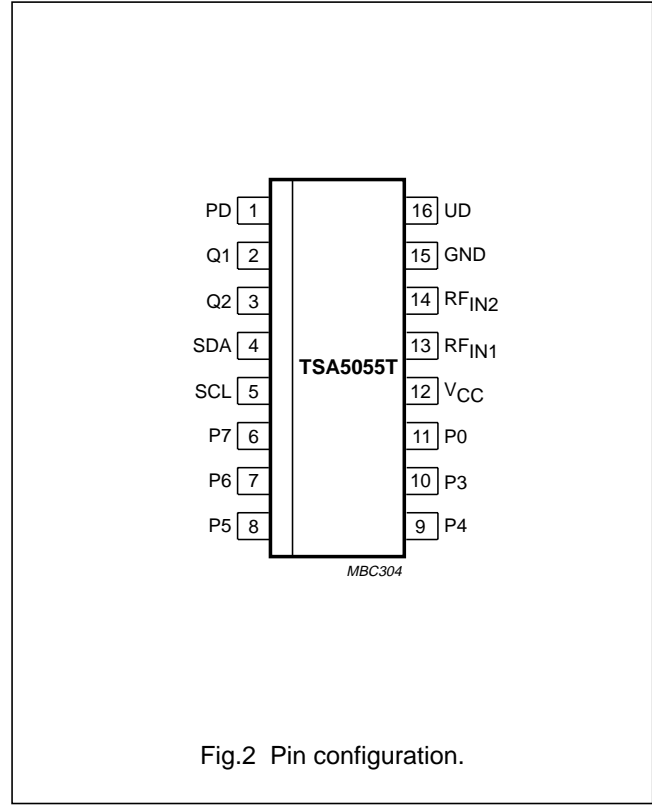 PD 1
Q1 2
Q2 3
SDA 4
SCL 5
P7 6
P6 7
P5 8
TSA5055T
16 UD
15 GND
14 RFIN2
13 RFIN1
12 VCC
11 P0
10 P3
9 P4
MBC304
Fig.2 Pin configuration.